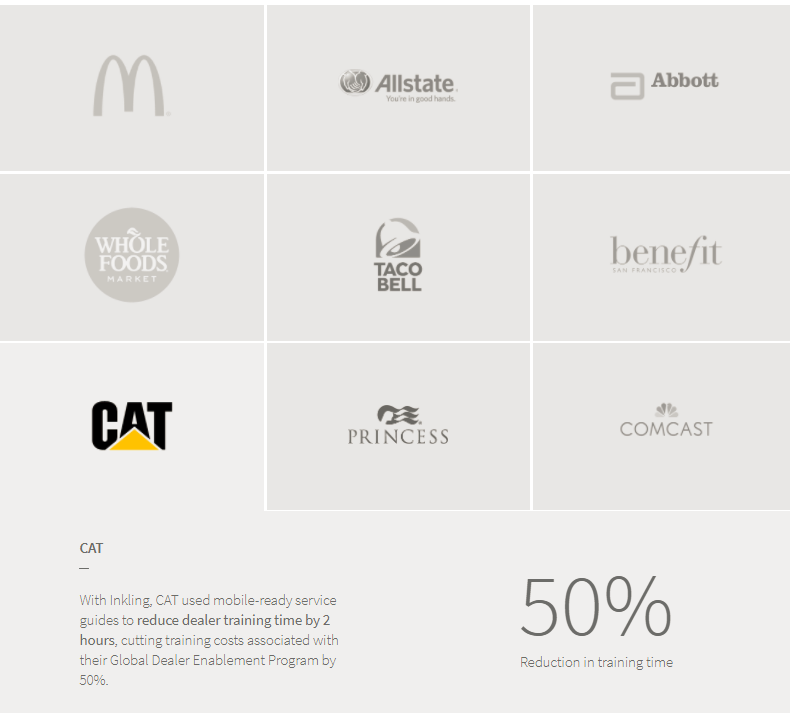 Allstate.
You're in good hands.
Abbott
WHOLE
FOODS
MARKET
TACO
BELL
benefit
SAN FRANCISCO
CAT
PRINCESS
COMCAST
CAT
With Inkling, CAT used mobile-ready service
guides to reduce dealer training time by 2
hours, cutting training costs associated with
their Global Dealer Enablement Program by
50%.
50%
Reduction in training time